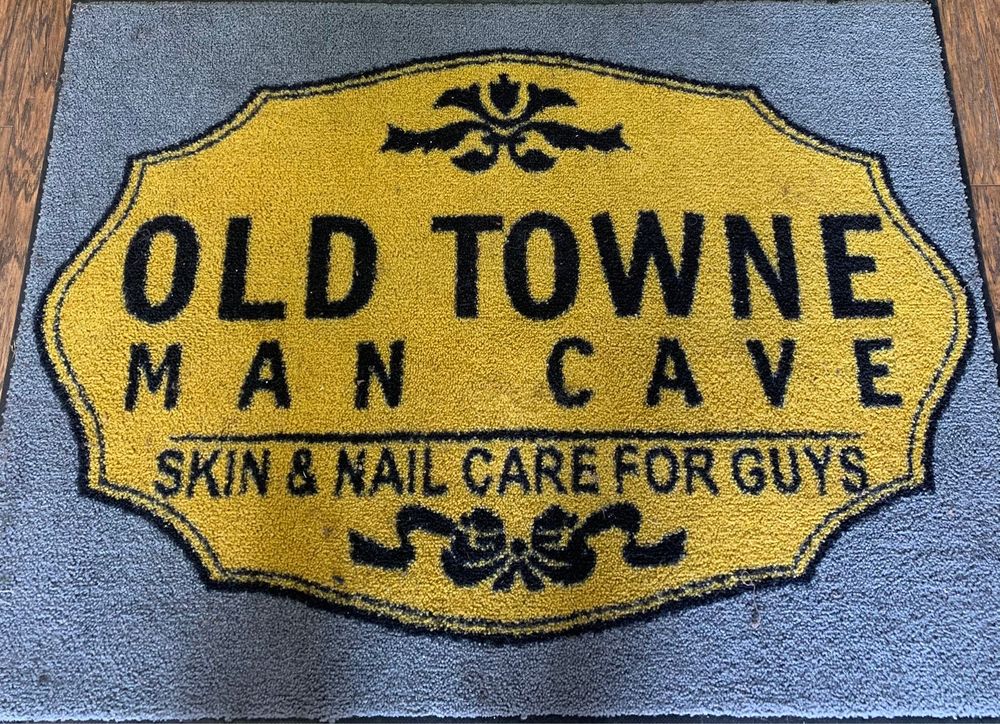 OLD TOWNE
MAN CAVE
SKIN & NAIL CARE FOR GUYS